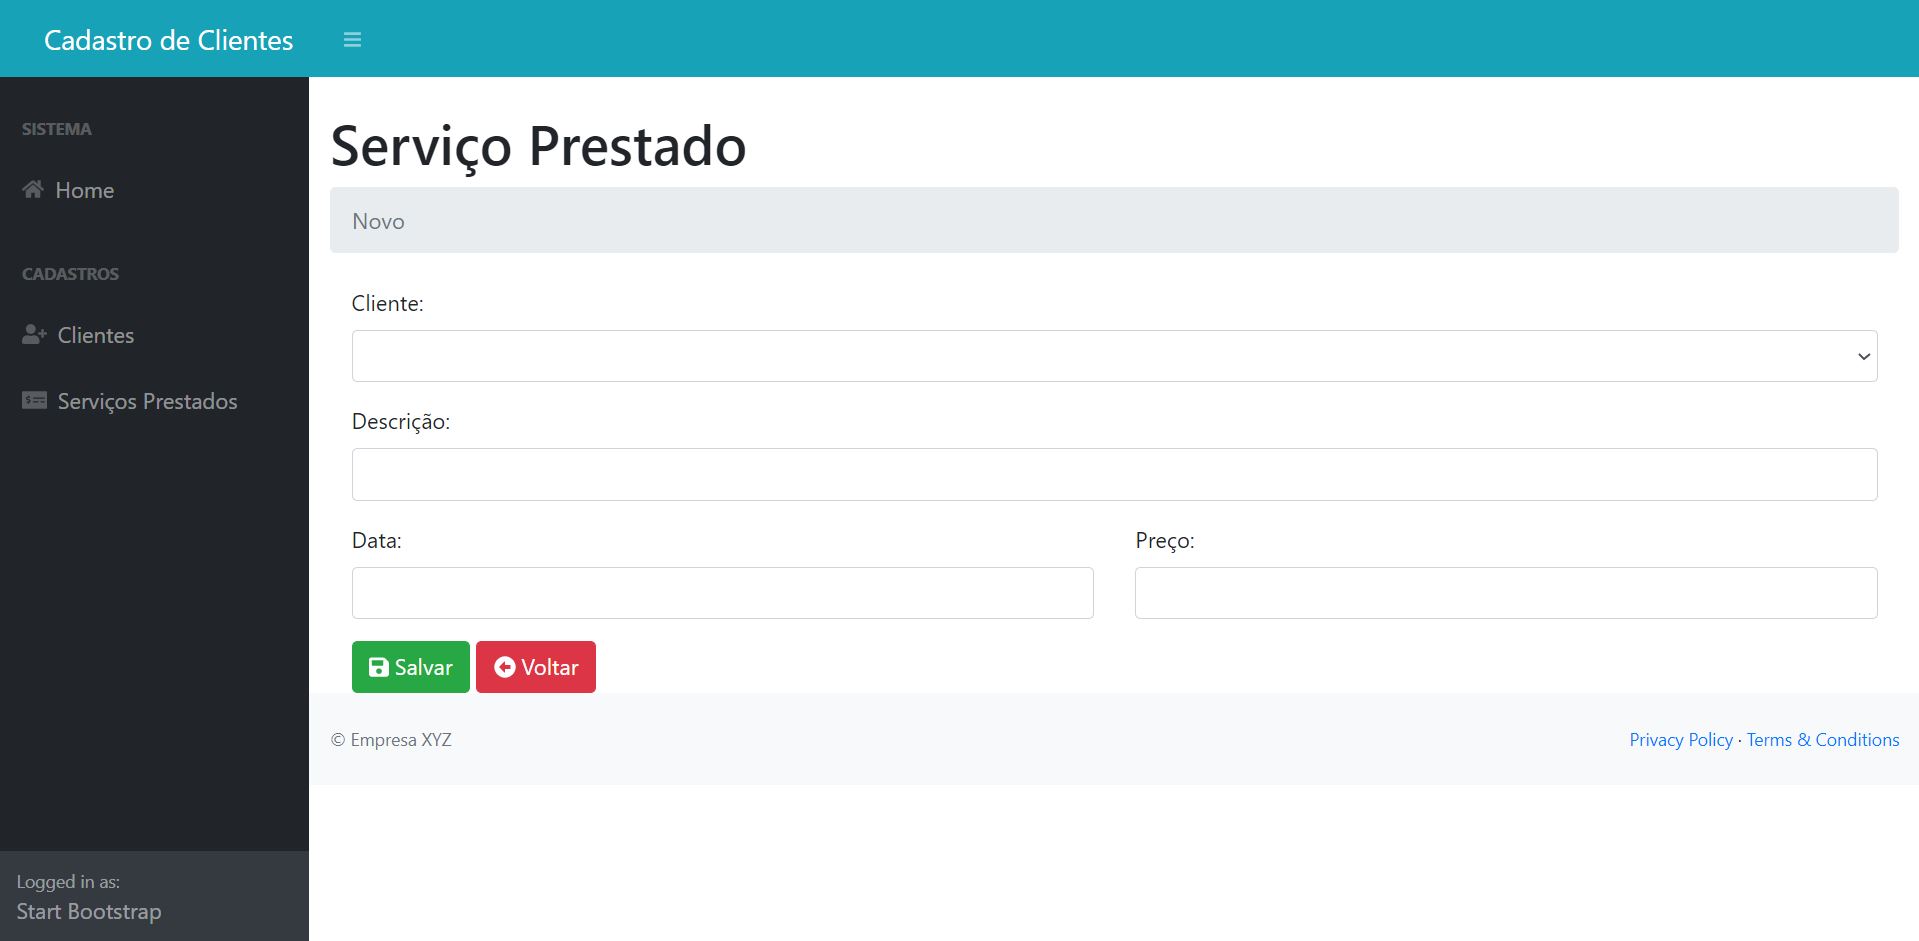 Cadastro de Clientes
SISTEMA
Home
CADASTROS
Clientes
Serviços Prestados
Logged in as:
Start Bootstrap
Serviço Prestado
Novo
Cliente:
Descrição:
Data: Preço:
Salvar Voltar
© Empresa XYZ Privacy Policy · Terms & Conditions